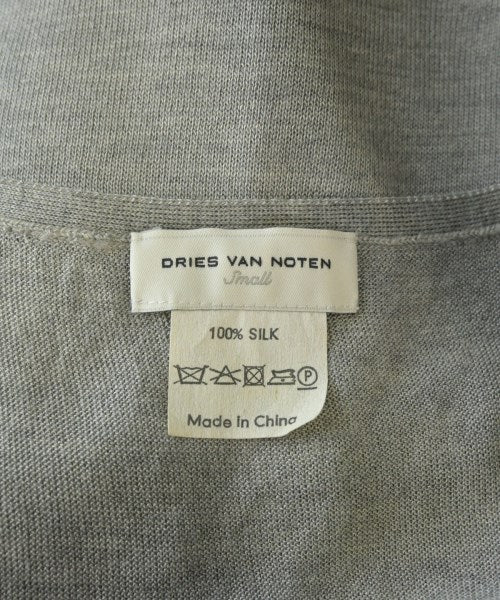 DRIES VAN NOTEN
Small
100% SILK
P
Made in China